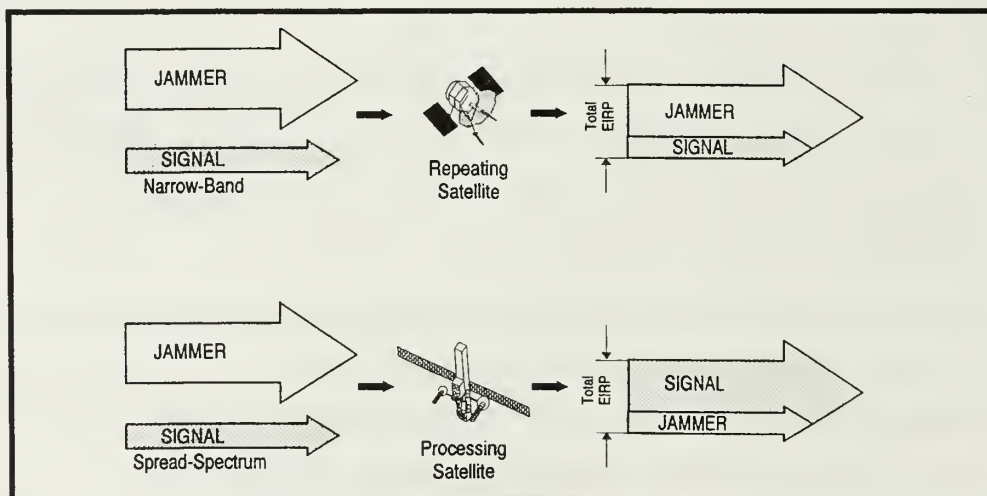 JAMMER
SIGNAL
Narrow-Band
Repeating
Satellite
Total
EIRP
JAMMER
SIGNAL
JAMMER
SIGNAL
Spread-Spectrum
Processing
Satellite
Total
EIRP
SIGNAL
JAMMER